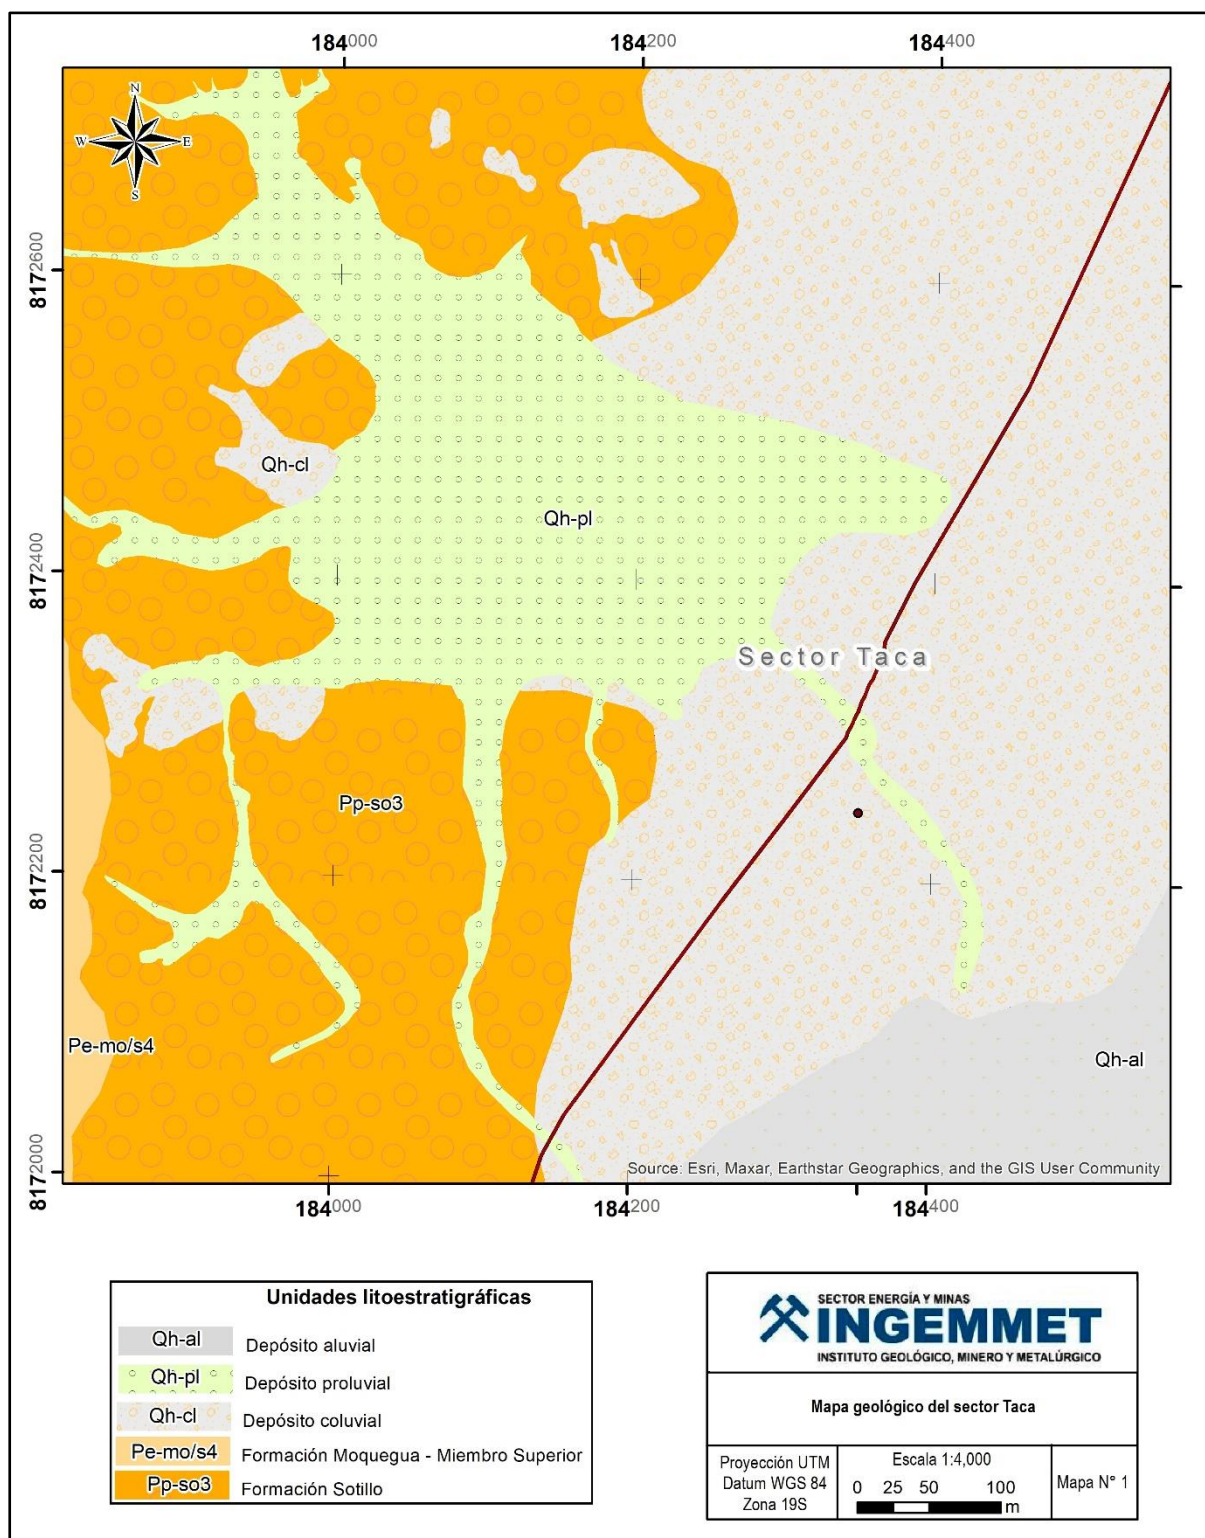 184000 184200 184400
N
W E
S
8172600
Qh-cl
Qh-pl
8172400
Sector Taca
Pp-so3
8172200
Pe-mo/s4
Qh-al
8172000
Source: Esri, Maxar, Earthstar Geographics, and the GIS User Community
184000 184200 184400
Unidades litoestratigráficas
Qh-al Depósito aluvial
Qh-pl Depósito proluvial
Qh-cl Depósito coluvial
Pe-mo/s4 Formación Moquegua - Miembro Superior
Pp-so3 Formación Sotillo
SECTOR ENERGÍA Y MINAS
INGEMMET
INSTITUTO GEOLÓGICO, MINERO Y METALÚRGICO
Mapa geológico del sector Taca
Proyección UTM
Datum WGS 84
Zona 19S
Escala 1:4,000
0 25 50 100
m
Mapa N° 1